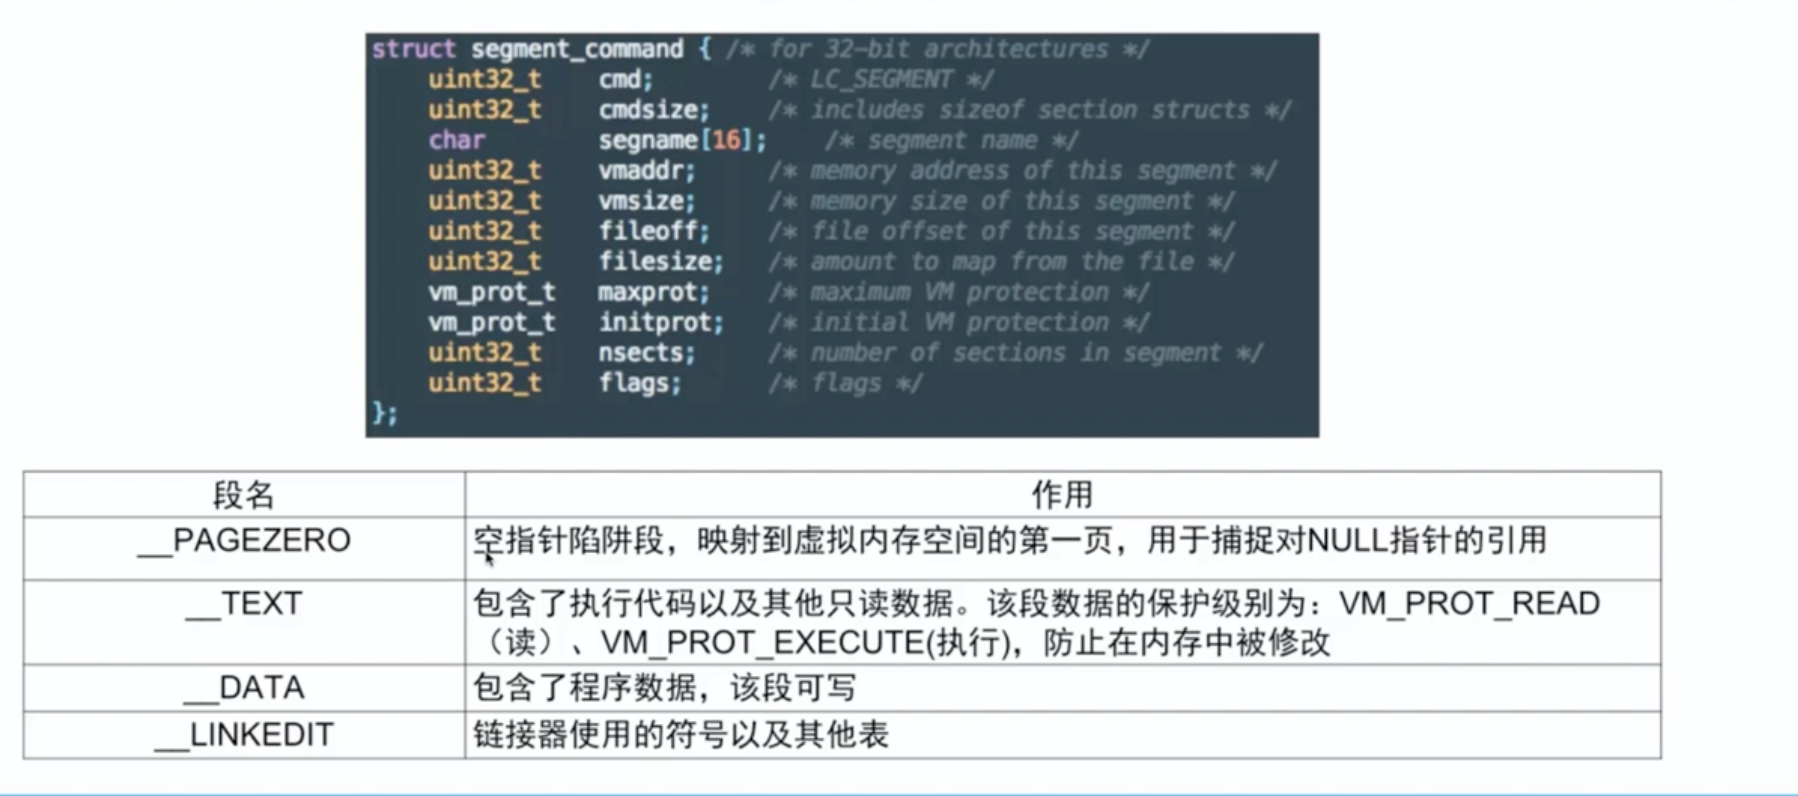 struct segment_command { /* for 32-bit architectures */
uint32_t cmd; /* LC_SEGMENT */
uint32_t cmdsize; /* includes sizeof section structs */
char segname[16]; /* segment name */
uint32_t vmaddr; /* memory address of this segment */
uint32_t vmsize; /* memory size of this segment */
uint32_t fileoff; /* file offset of this segment */
uint32_t filesize; /* amount to map from the file */
vm_prot_t maxprot; /* maximum VM protection */
vm_prot_t initprot; /* initial VM protection */
uint32_t nsects; /* number of sections in segment */
uint32_t flags; /* flags */
};
段名 作用
__PAGEZERO 空指针陷阱段，映射到虚拟内存空间的第一页，用于捕捉对NULL指针的引用
__TEXT 包含了执行代码以及其他只读数据。该段数据的保护级别为：VM_PROT_READ
（读）、VM_PROT_EXECUTE(执行)，防止在内存中被修改
__DATA 包含了程序数据，该段可写
__LINKEDIT 链接器使用的符号以及其他表